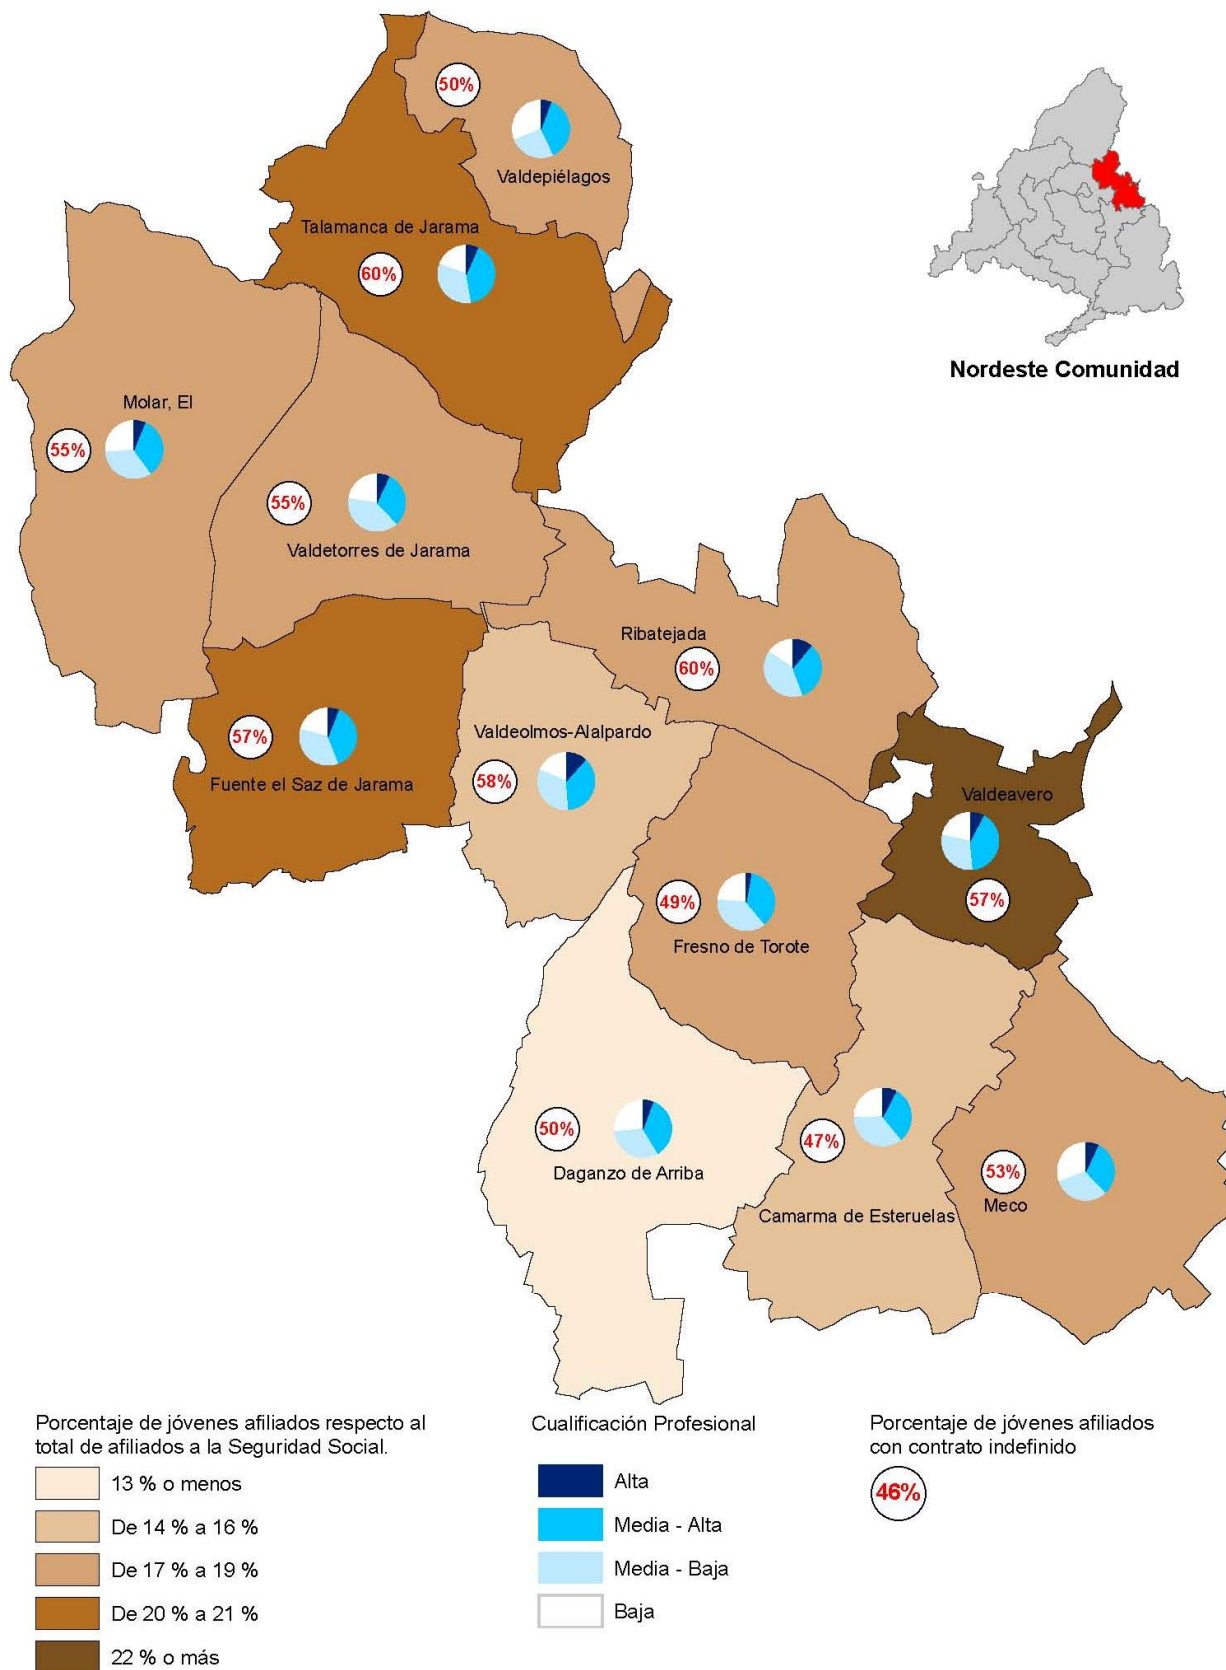 50%
Valdepiélagos
Talamanca de Jarama
60%
Nordeste Comunidad
Molar, El
55%
55%
Valdetorres de Jarama
Ribatejada
60%
57%
Fuente el Saz de Jarama
Valdeolmos-Alalpardo
58%
Valdeavero
57%
49%
Fresno de Torote
50%
Daganzo de Arriba
47%
Camarma de Esteruelas
53%
Meco
Porcentaje de jóvenes afiliados respecto al
total de afiliados a la Seguridad Social.
13 % o menos
De 14 % a 16 %
De 17 % a 19 %
De 20 % a 21 %
22 % o más
Cualificación Profesional
Alta
Media - Alta
Media - Baja
Baja
Porcentaje de jóvenes afiliados
con contrato indefinido
46%